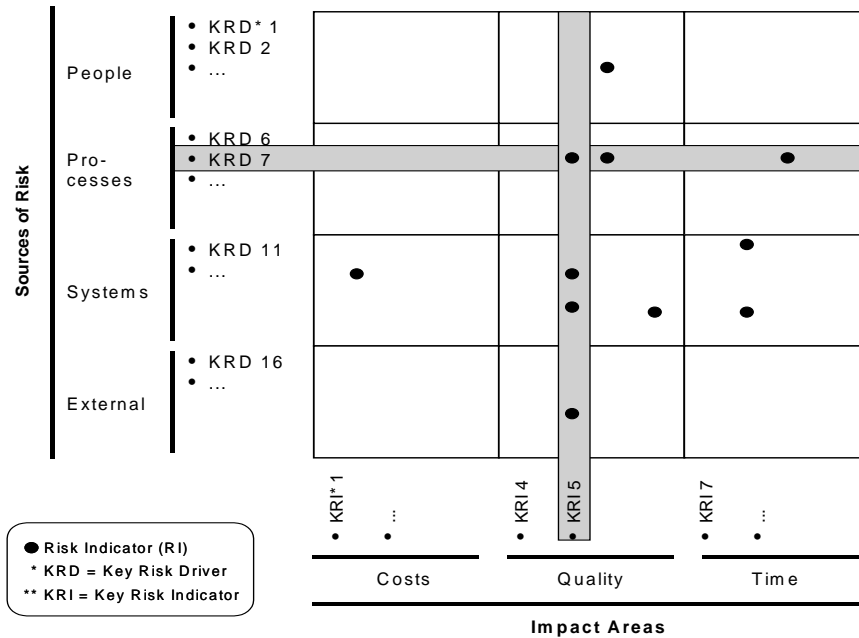 Sources of Risk
People
• KRD* 1
• KRD 2
• ...
Pro-
cesses
• KRD 6
• KRD 7
• ...
Systems
• KRD 11
• ...
External
• KRD 16
• ...
KRI*1
...
KRI 4
KRI 5
KRI 7
...
Costs
Quality
Time
Impact Areas
Risk Indicator (RI)
* KRD = Key Risk Driver
** KRI = Key Risk Indicator